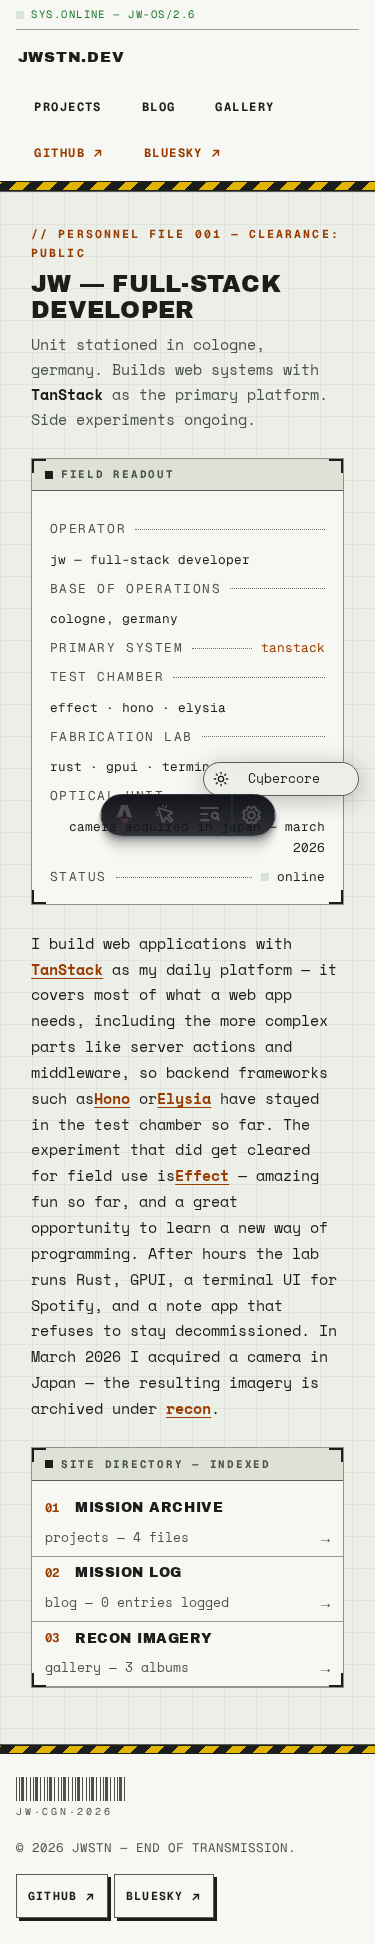 SYS.ONLINE — JW-OS/2.6
JWSTN.DEV
PROJECTS BLOG GALLERY
GITHUB ↗ BLUESKY ↗
// PERSONNEL FILE 001 — CLEARANCE:
PUBLIC
JW — FULL-STACK
DEVELOPER
Unit stationed in cologne,
germany. Builds web systems with
TanStack as the primary platform.
Side experiments ongoing.
FIELD READOUT
OPERATOR
jw — full-stack developer
BASE OF OPERATIONS
cologne, germany
PRIMARY SYSTEM tanstack
TEST CHAMBER
effect · hono · elysia
FABRICATION LAB
rust · gpui · termin
Cybercore
OPTICAL UNIT
camera acquired in japan — march
2026
STATUS online
I build web applications with
TanStack as my daily platform — it
covers most of what a web app
needs, including the more complex
parts like server actions and
middleware, so backend frameworks
such asHono orElysia have stayed
in the test chamber so far. The
experiment that did get cleared
for field use isEffect — amazing
fun so far, and a great
opportunity to learn a new way of
programming. After hours the lab
runs Rust, GPUI, a terminal UI for
Spotify, and a note app that
refuses to stay decommissioned. In
March 2026 I acquired a camera in
Japan — the resulting imagery is
archived under recon.
SITE DIRECTORY — INDEXED
01 MISSION ARCHIVE
projects — 4 files →
02 MISSION LOG
blog — 0 entries logged →
03 RECON IMAGERY
gallery — 3 albums →
JW-CGN-2026
© 2026 JWSTN — END OF TRANSMISSION.
GITHUB ↗ BLUESKY ↗